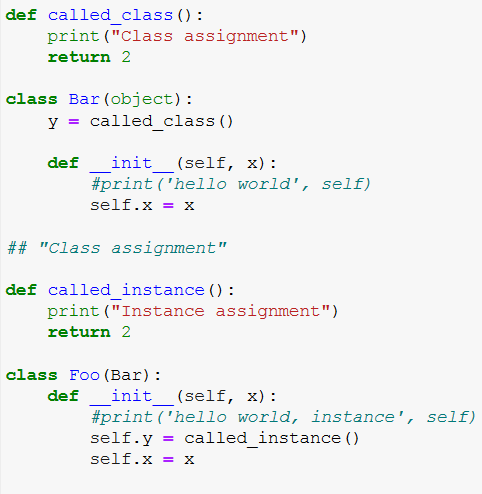 def called_class():
    print("Class assignment")
    return 2

class Bar(object):
    y = called_class()

    def __init__(self, x):
        #print('hello world', self)
        self.x = x

## "Class assignment"

def called_instance():
    print("Instance assignment")
    return 2

class Foo(Bar):
    def __init__(self, x):
        #print('hello world, instance', self)
        self.y = called_instance()
        self.x = x